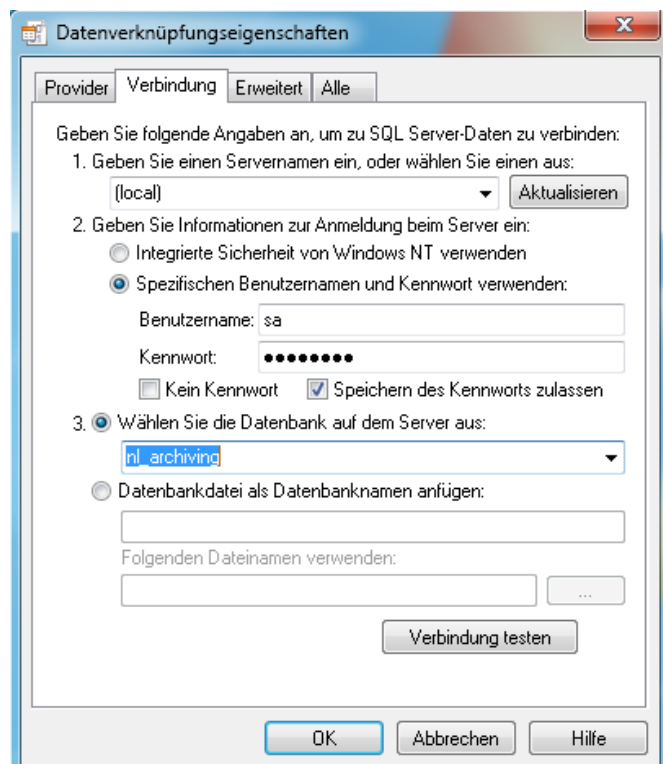 Datenverknüpfungseigenschaften
Provider Verbindung Erweitert Alle
Geben Sie folgende Angaben an, um zu SQL Server-Daten zu verbinden:
1. Geben Sie einen Servernamen ein, oder wählen Sie einen aus:
(local) Aktualisieren
2. Geben Sie Informationen zur Anmeldung beim Server ein:
Integrierte Sicherheit von Windows NT verwenden
Spezifischen Benutzernamen und Kennwort verwenden:
Benutzername: sa
Kennwort: ●●●●●●●●
Kein Kennwort Speichern des Kennworts zulassen
3. Wählen Sie die Datenbank auf dem Server aus:
nl_archiving
Datenbankdatei als Datenbanknamen anfügen:
Folgenden Dateinamen verwenden:
...
Verbindung testen
OK Abbrechen Hilfe